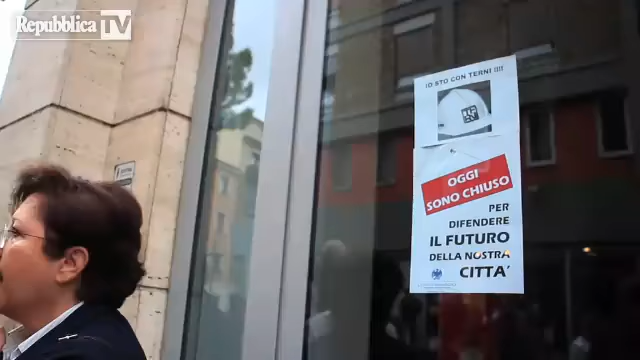 Repubblica TV
IO STO CON TERNI !!!!
OGGI
SONO CHIUSO
PER
DIFENDERE
IL FUTURO
DELLA NOSTRA
CITTA'